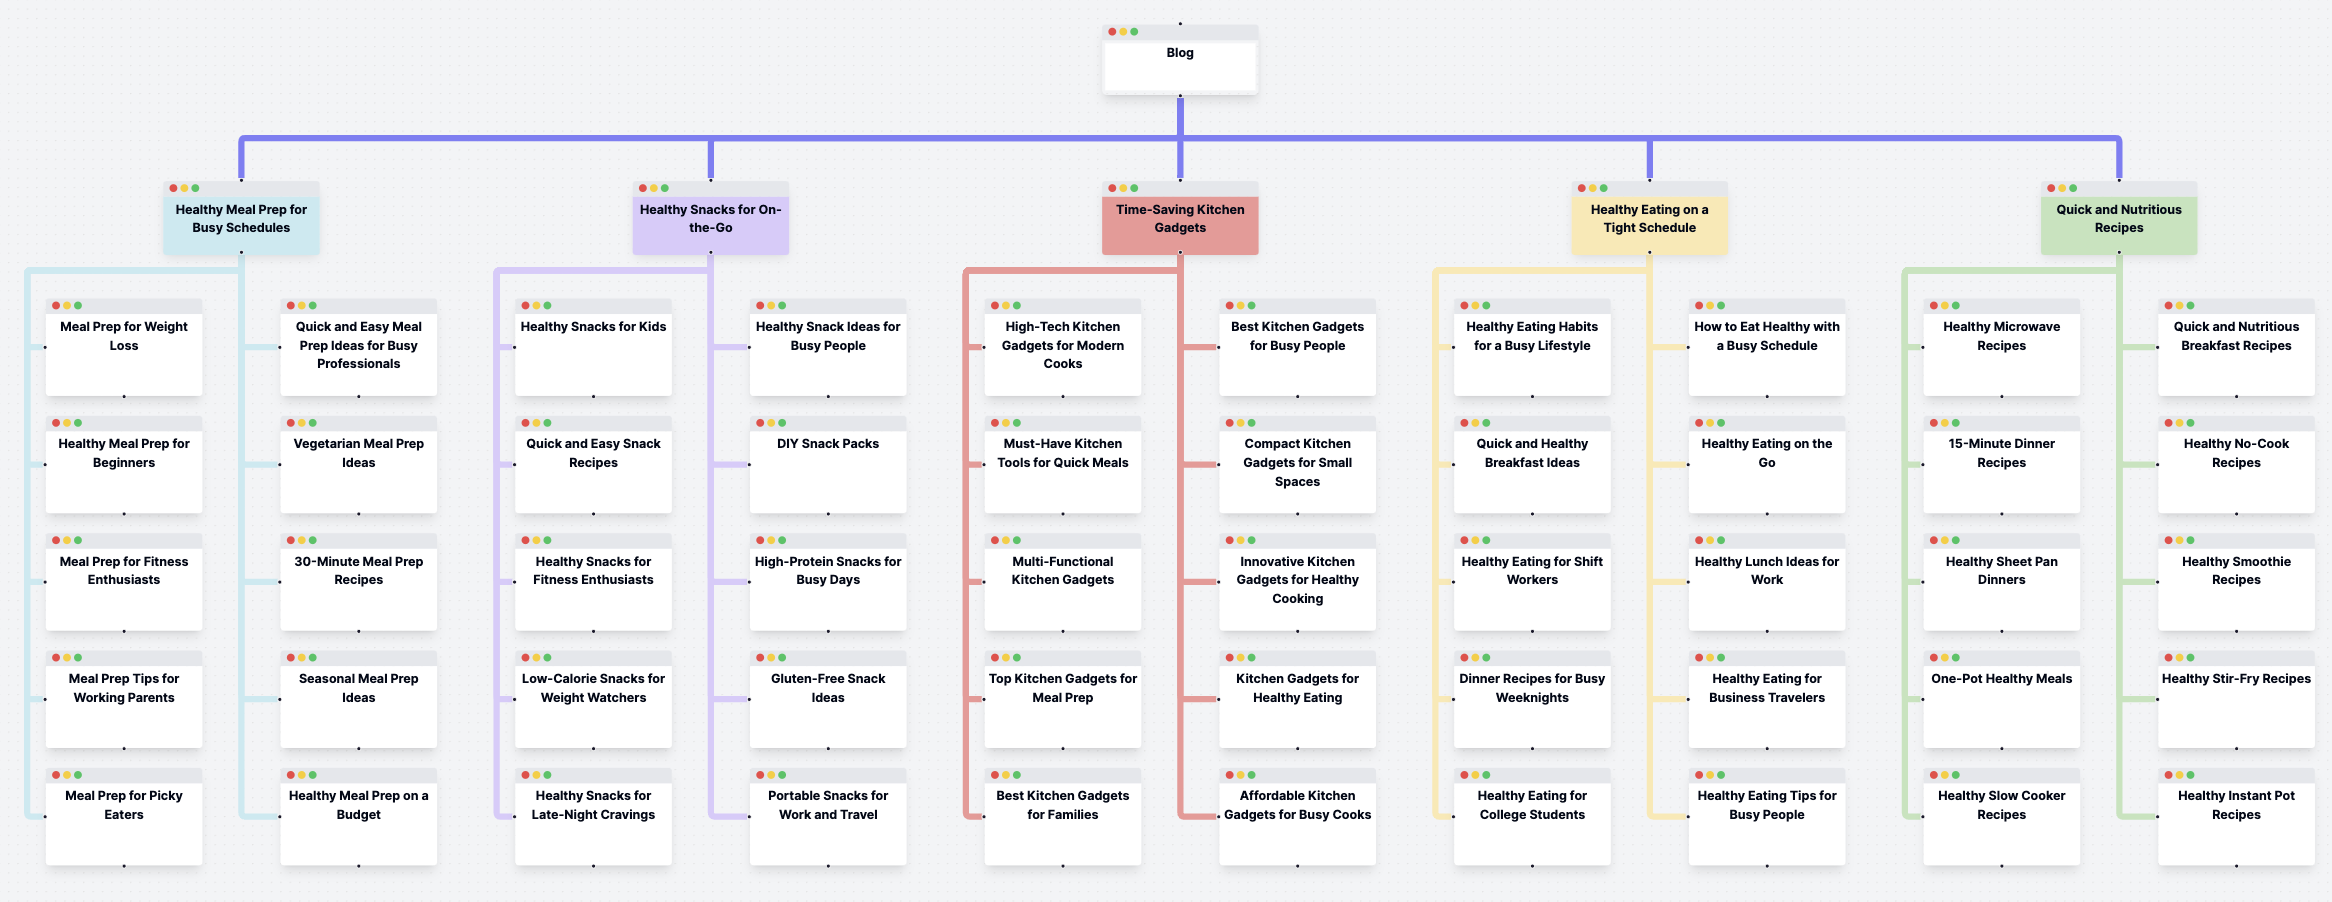 Blog
Healthy Meal Prep for
Busy Schedules
Healthy Snacks for On-
the-Go
Time-Saving Kitchen
Gadgets
Healthy Eating on a
Tight Schedule
Quick and Nutritious
Recipes
Meal Prep for Weight
Loss
Quick and Easy Meal
Prep Ideas for Busy
Professionals
Healthy Snacks for Kids
Healthy Snack Ideas for
Busy People
High-Tech Kitchen
Gadgets for Modern
Cooks
Best Kitchen Gadgets
for Busy People
Healthy Eating Habits
for a Busy Lifestyle
How to Eat Healthy with
a Busy Schedule
Healthy Microwave
Recipes
Quick and Nutritious
Breakfast Recipes
Healthy Meal Prep for
Beginners
Vegetarian Meal Prep
Ideas
Quick and Easy Snack
Recipes
DIY Snack Packs
Must-Have Kitchen
Tools for Quick Meals
Compact Kitchen
Gadgets for Small
Spaces
Quick and Healthy
Breakfast Ideas
Healthy Eating on the
Go
15-Minute Dinner
Recipes
Healthy No-Cook
Recipes
Meal Prep for Fitness
Enthusiasts
30-Minute Meal Prep
Recipes
Healthy Snacks for
Fitness Enthusiasts
High-Protein Snacks for
Busy Days
Multi-Functional
Kitchen Gadgets
Innovative Kitchen
Gadgets for Healthy
Cooking
Healthy Eating for Shift
Workers
Healthy Lunch Ideas for
Work
Healthy Sheet Pan
Dinners
Healthy Smoothie
Recipes
Meal Prep Tips for
Working Parents
Seasonal Meal Prep
Ideas
Low-Calorie Snacks for
Weight Watchers
Gluten-Free Snack
Ideas
Top Kitchen Gadgets for
Meal Prep
Kitchen Gadgets for
Healthy Eating
Dinner Recipes for Busy
Weeknights
Healthy Eating for
Business Travelers
One-Pot Healthy Meals
Healthy Stir-Fry Recipes
Meal Prep for Picky
Eaters
Healthy Meal Prep on a
Budget
Healthy Snacks for
Late-Night Cravings
Portable Snacks for
Work and Travel
Best Kitchen Gadgets
for Families
Affordable Kitchen
Gadgets for Busy Cooks
Healthy Eating for
College Students
Healthy Eating Tips for
Busy People
Healthy Slow Cooker
Recipes
Healthy Instant Pot
Recipes